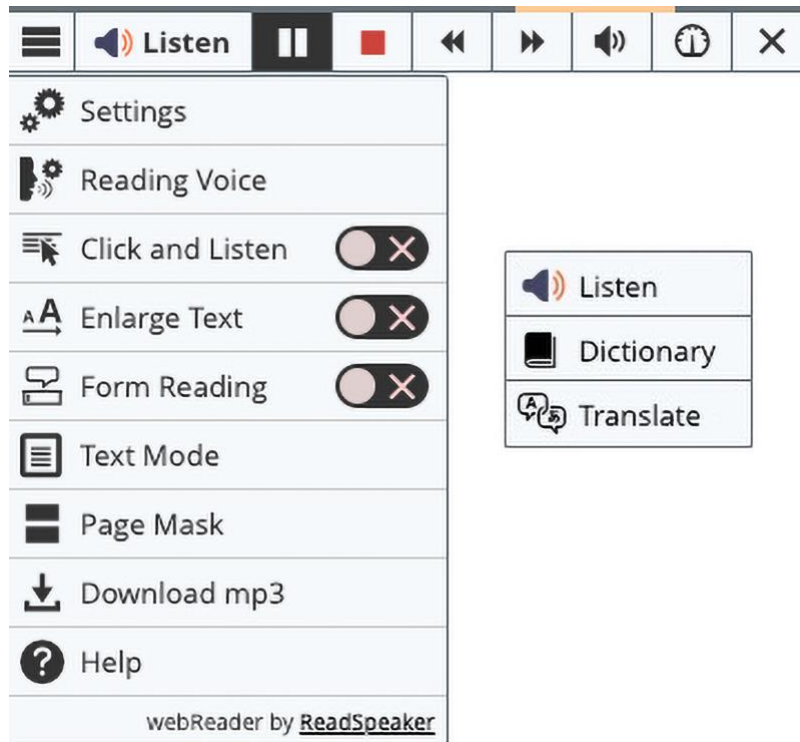 Listen
Settings
Reading Voice
Click and Listen
Enlarge Text
Form Reading
Text Mode
Page Mask
Download mp3
Help
webReader by ReadSpeaker
Listen
Dictionary
Translate